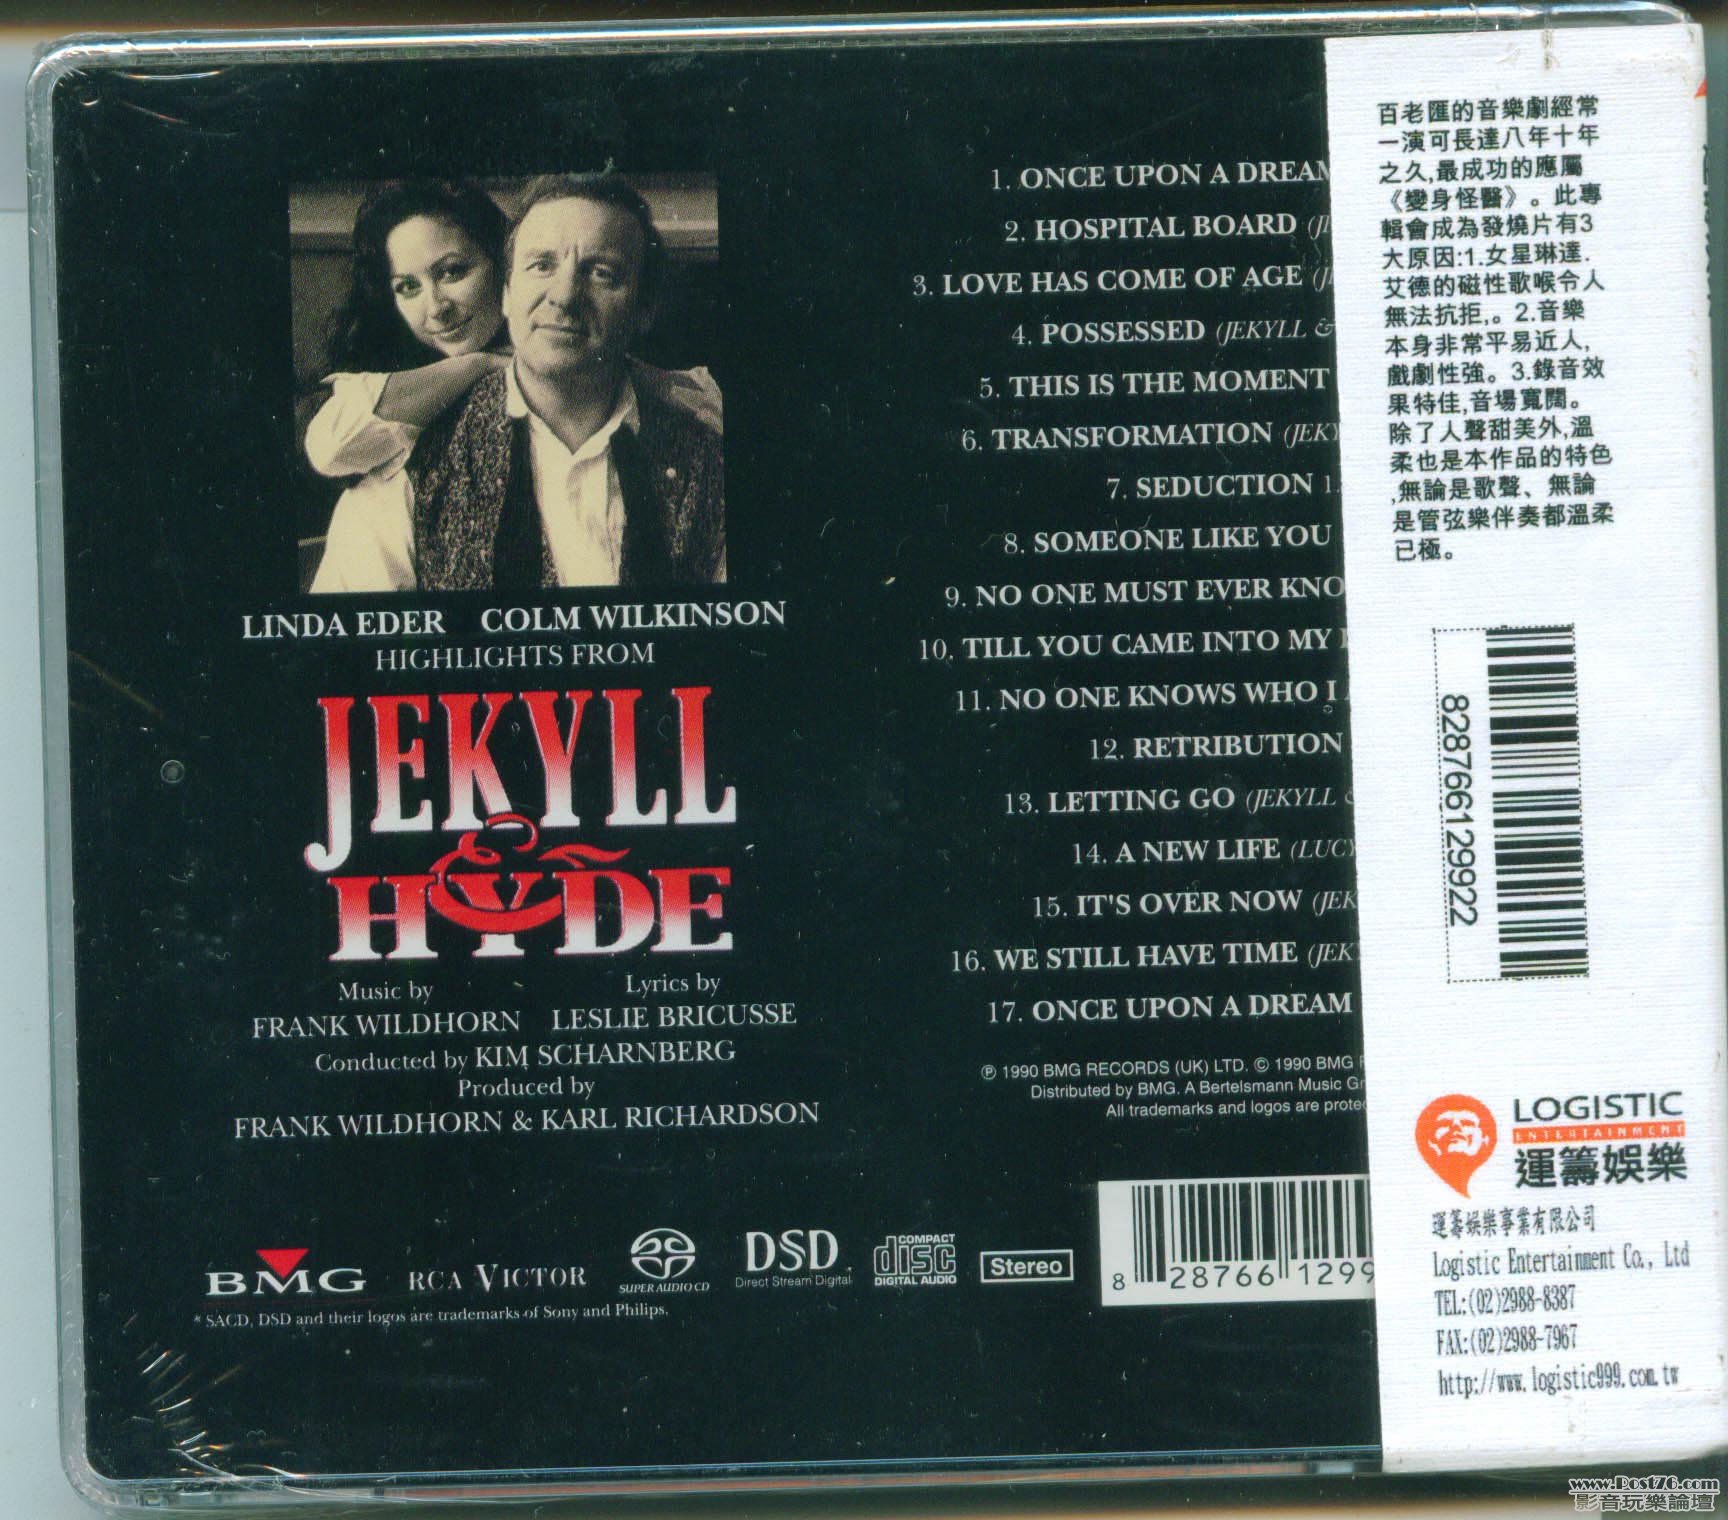 LINDA EDER COLM WILKINSON
HIGHLIGHTS FROM
JEKYLL
&
HYDE
Music by Lyrics by
FRANK WILDHORN LESLIE BRICUSSE
Conducted by KIM SCHARNBERG
Produced by
FRANK WILDHORN & KARL RICHARDSON
1. ONCE UPON A DREAM
2. HOSPITAL BOARD
3. LOVE HAS COME OF AGE
4. POSSESSED (JEKYLL &
5. THIS IS THE MOMENT
6. TRANSFORMATION (JEKY
7. SEDUCTION
8. SOMEONE LIKE YOU
9. NO ONE MUST EVER KNO
10. TILL YOU CAME INTO MY
11. NO ONE KNOWS WHO I
12. RETRIBUTION
13. LETTING GO (JEKYLL &
14. A NEW LIFE (LUCY
15. IT'S OVER NOW (JEK
16. WE STILL HAVE TIME (JEKY
17. ONCE UPON A DREAM
℗ 1990 BMG RECORDS (UK) LTD. © 1990 BMG
Distributed by BMG. A Bertelsmann Music Gr
All trademarks and logos are protec
BMG RCA VICTOR SUPER AUDIO CD DSD Direct Stream Digital COMPACT disc DIGITAL AUDIO Stereo
* SACD, DSD and their logos are trademarks of Sony and Philips.
8 28766 1299
百老匯的音樂劇經常
一演可長達八年十年
之久,最成功的應屬
《變身怪醫》。此專
輯會成為發燒片有3
大原因:1.女星琳達.
艾德的磁性歌喉令人
無法抗拒,。2.音樂
本身非常平易近人,
戲劇性強。3.錄音效
果特佳,音場寬闊。
除了人聲甜美外,溫
柔也是本作品的特色
,無論是歌聲、無論
是管弦樂伴奏都溫柔
已極。
828766129922
LOGISTIC
ENTERTAINMENT
運籌娛樂
運籌娛樂事業有限公司
Logistic Entertainment Co., Ltd
TEL:(02)2988-8387
FAX:(02)2988-7967
http://www.logistic999.com.tw
www.Post76.com
影音玩樂論壇